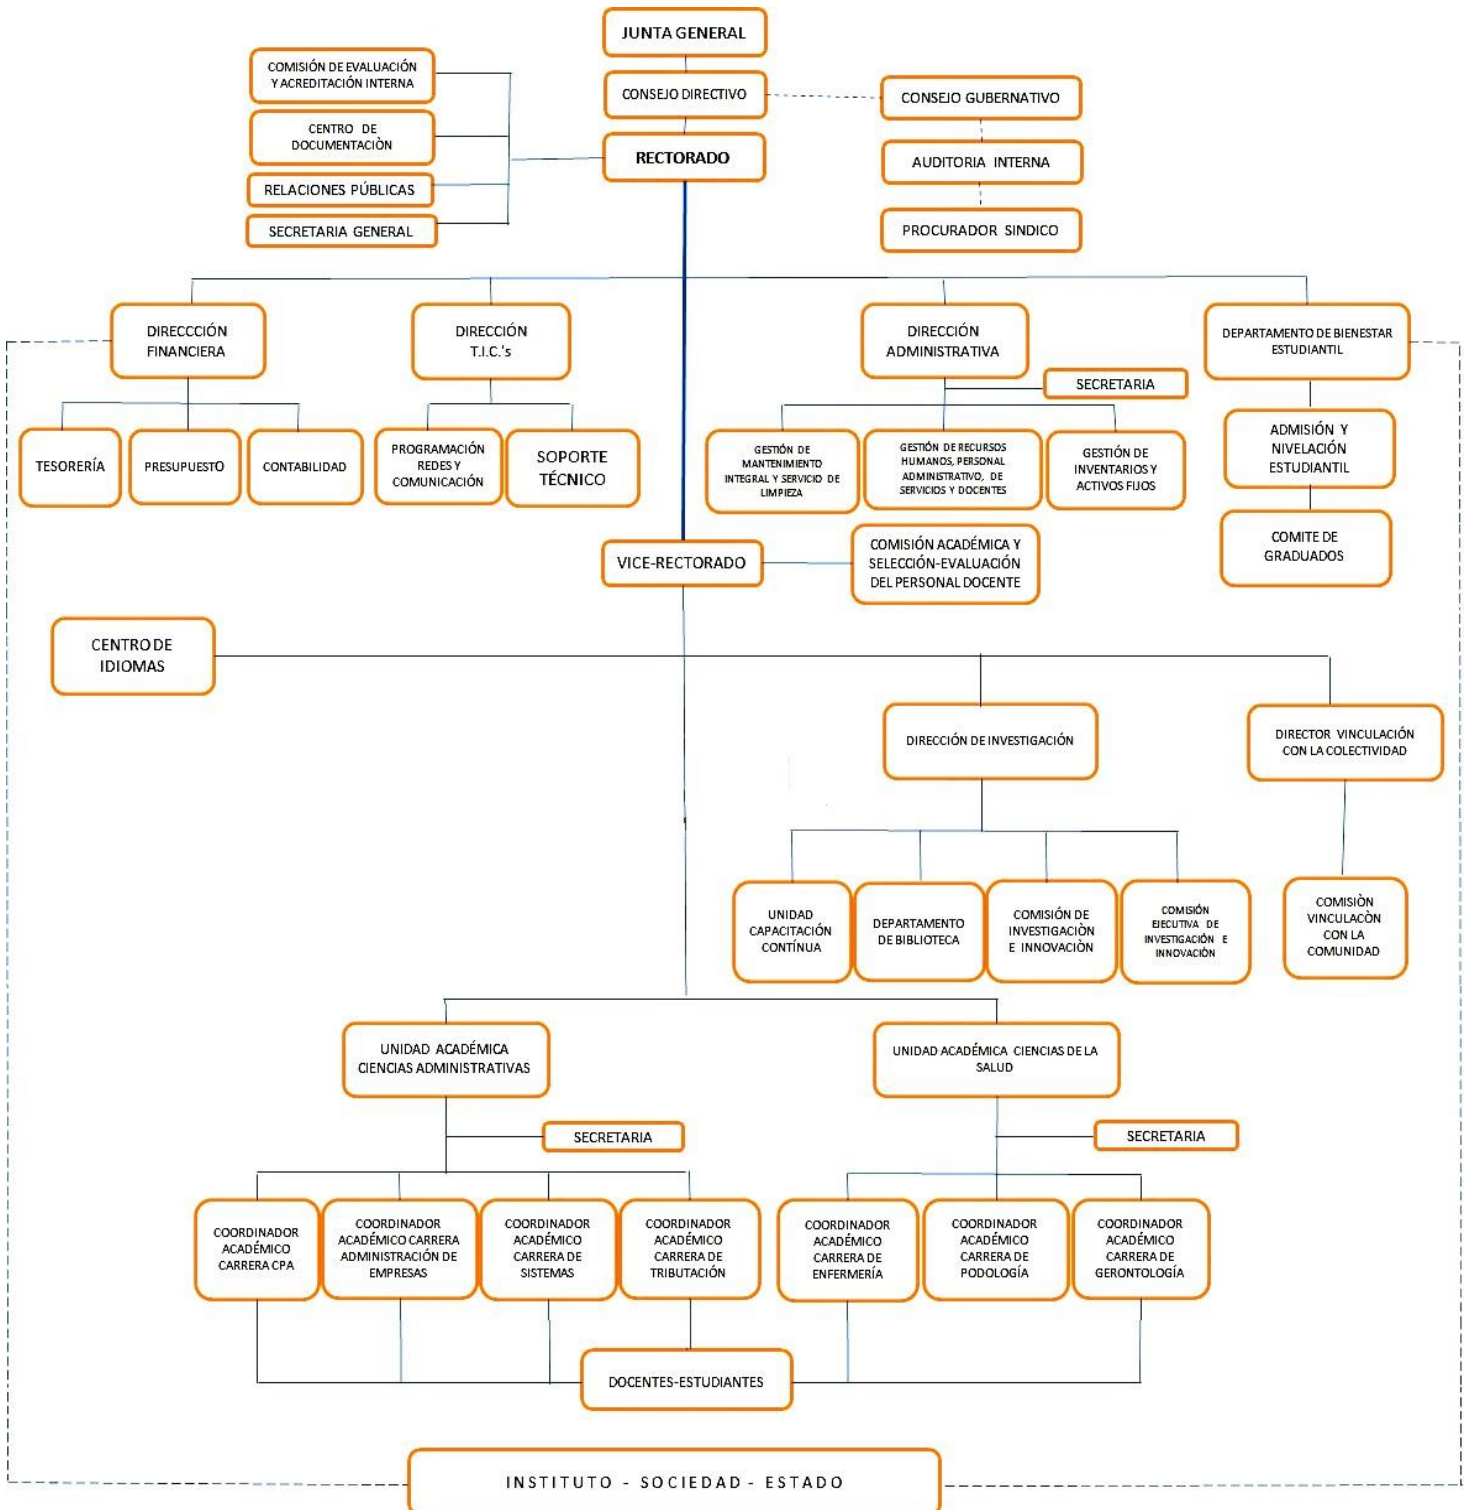 JUNTA GENERAL
COMISIÓN DE EVALUACIÓN
Y ACREDITACIÓN INTERNA
CONSEJO DIRECTIVO
CONSEJO GUBERNATIVO
CENTRO DE
DOCUMENTACIÒN
RECTORADO
AUDITORIA INTERNA
RELACIONES PÚBLICAS
SECRETARIA GENERAL
PROCURADOR SINDICO
DIRECCCIÓN
FINANCIERA
DIRECCIÓN
T.I.C.'s
DIRECCIÓN
ADMINISTRATIVA
DEPARTAMENTO DE BIENESTAR
ESTUDIANTIL
SECRETARIA
TESORERÍA
PRESUPUESTO
CONTABILIDAD
PROGRAMACIÓN
REDES Y
COMUNICACIÓN
SOPORTE
TÉCNICO
GESTIÓN DE
MANTENIMIENTO
INTEGRAL Y SERVICIO DE
LIMPIEZA
GESTIÓN DE RECURSOS
HUMANOS, PERSONAL
ADMINISTRATIVO, DE
SERVICIOS Y DOCENTES
GESTIÓN DE
INVENTARIOS Y
ACTIVOS FIJOS
ADMISIÓN Y
NIVELACIÓN
ESTUDIANTIL
COMITE DE
GRADUADOS
VICE-RECTORADO
COMISIÓN ACADÉMICA Y
SELECCIÓN-EVALUACIÓN
DEL PERSONAL DOCENTE
CENTRO DE
IDIOMAS
DIRECCIÓN DE INVESTIGACIÓN
DIRECTOR VINCULACIÓN
CON LA COLECTIVIDAD
UNIDAD
CAPACITACIÓN
CONTÍNUA
DEPARTAMENTO
DE BIBLIOTECA
COMISIÓN DE
INVESTIGACIÒN
E INNOVACIÒN
COMISIÓN
EJECUTIVA DE
INVESTIGACIÓN E
INNOVACIÒN
COMISIÒN
VINCULACÒN
CON LA
COMUNIDAD
UNIDAD ACADÉMICA
CIENCIAS ADMINISTRATIVAS
UNIDAD ACADÉMICA CIENCIAS DE LA
SALUD
SECRETARIA
SECRETARIA
COORDINADOR
ACADÉMICO
CARRERA CPA
COORDINADOR
ACADÉMICO CARRERA
ADMINISTRACIÓN DE
EMPRESAS
COORDINADOR
ACADÉMICO
CARRERA DE
SISTEMAS
COORDINADOR
ACADÉMICO
CARRERA DE
TRIBUTACIÓN
COORDINADOR
ACADÉMICO
CARRERA DE
ENFERMERÍA
COORDINADOR
ACADÉMICO
CARRERA DE
PODOLOGÍA
COORDINADOR
ACADÉMICO
CARRERA DE
GERONTOLOGÍA
DOCENTES-ESTUDIANTES
INSTITUTO - SOCIEDAD - ESTADO